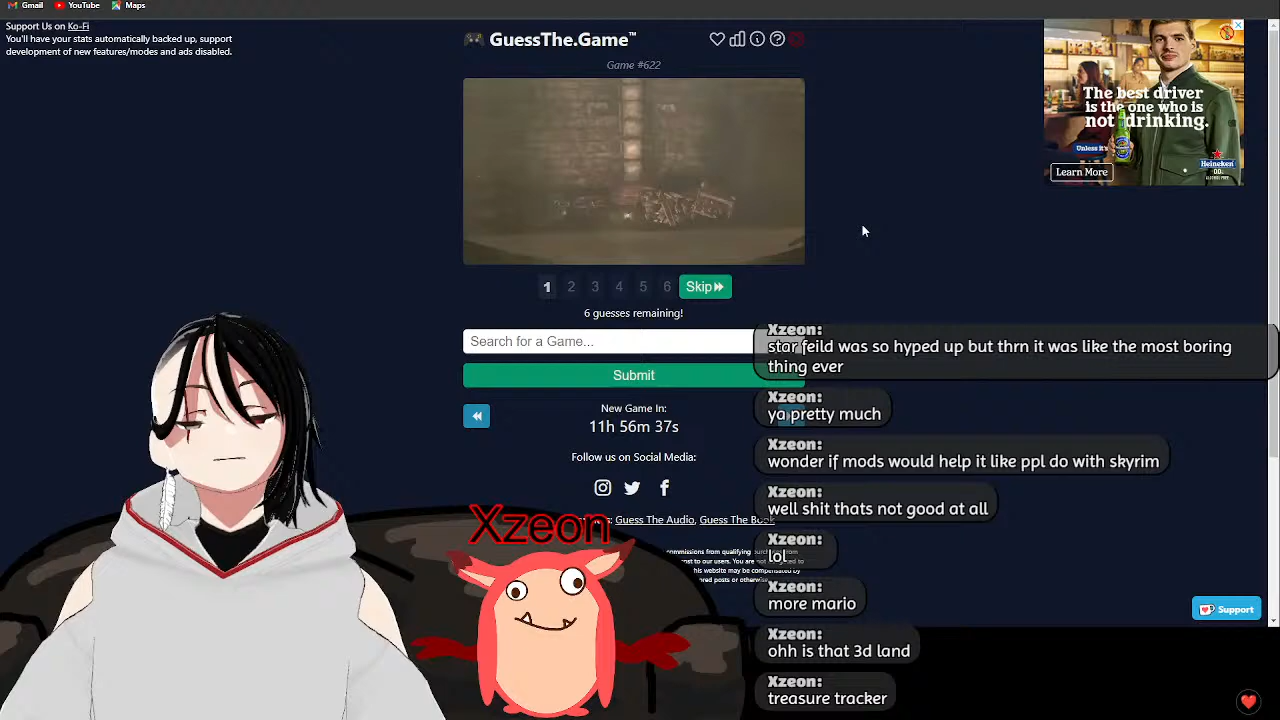 Gmail
YouTube
Maps
Support Us on Ko-Fi
You'll have your stats automatically backed up, support
development of new features/modes and ads disabled.
GuessThe.Game™
Game #622
The best driver
is the one who is
not drinking.
Unless it's
Heineken
0.0
Learn More
1 2 3 4 5 6 Skip
6 guesses remaining!
Search for a Game...
Submit
New Game In:
11h 56m 37s
Follow us on Social Media:
Guess The Audio, Guess The Book
Support
Xzeon
Xzeon:
star feild was so hyped up but thrn it was like the most boring
thing ever
Xzeon:
ya pretty much
Xzeon:
wonder if mods would help it like ppl do with skyrim
Xzeon:
well shit thats not good at all
Xzeon:
lol
Xzeon:
more mario
Xzeon:
ohh is that 3d land
Xzeon:
treasure tracker